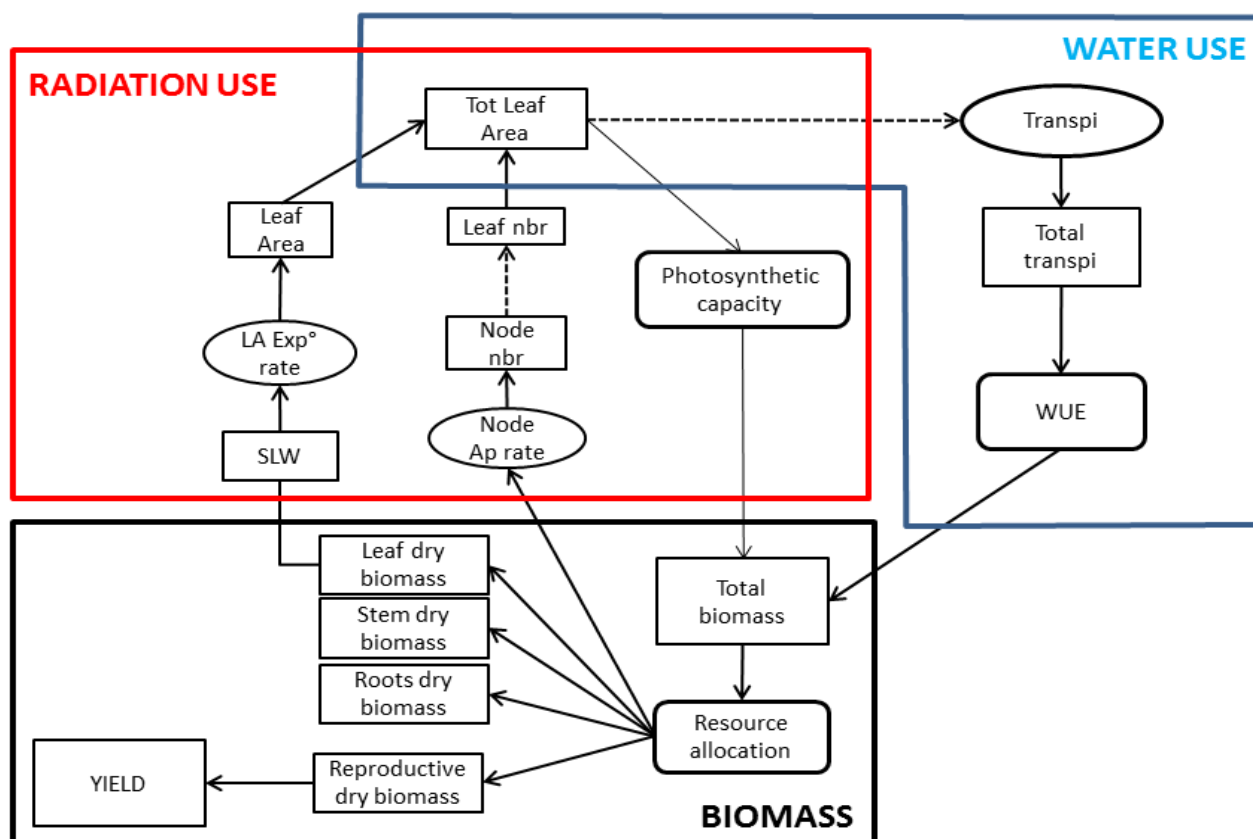 RADIATION USE
WATER USE
Tot Leaf
Area
Transpi
Leaf
Area
Leaf nbr
Total
transpi
Photosynthetic
capacity
LA Exp°
rate
Node
nbr
WUE
Node
Ap rate
SLW
Leaf dry
biomass
Total
biomass
Stem dry
biomass
Roots dry
biomass
Resource
allocation
YIELD
Reproductive
dry biomass
BIOMASS